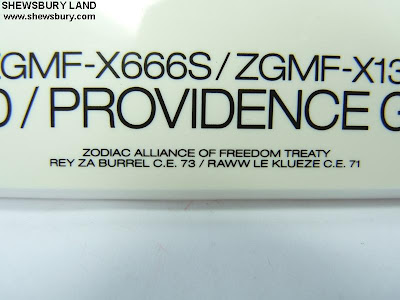 SHEWSBURY LAND
www.shewsbury.com
ZGMF-X666S/ZGMF-X13
/PROVIDENCE G
ZODIAC ALLIANCE OF FREEDOM TREATY
REY ZA BURREL C.E. 73 / RAWW LE KLUEZE C.E. 71